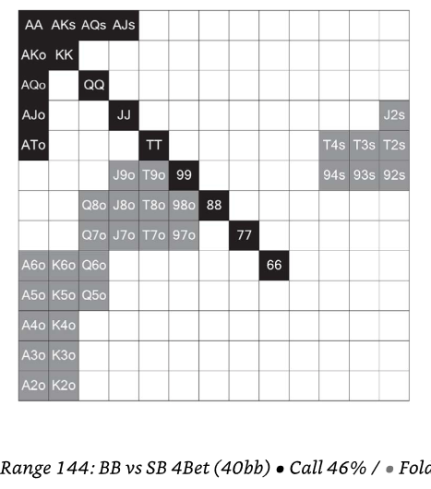 AA AKs AQs AJs
AKo KK
AQo QQ
AJo JJ J2s
ATo TT T4s T3s T2s
J9o T9o 99 94s 93s 92s
Q8o J8o T8o 98o 88
Q7o J7o T7o 97o 77
A6o K6o Q6o 66
A5o K5o Q5o
A4o K4o
A3o K3o
A2o K2o
Range 144: BB vs SB 4Bet (40bb) • Call 46% / • Fold